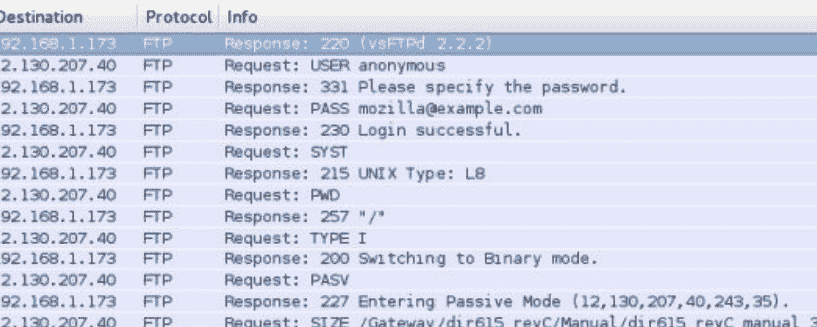 Destination Protocol Info
92.168.1.173 FTP Response: 220 (vsFTPd 2.2.2)
2.130.207.40 FTP Request: USER anonymous
92.168.1.173 FTP Response: 331 Please specify the password.
2.130.207.40 FTP Request: PASS mozilla@example.com
92.168.1.173 FTP Response: 230 Login successful.
2.130.207.40 FTP Request: SYST
92.168.1.173 FTP Response: 215 UNIX Type: L8
2.130.207.40 FTP Request: PWD
92.168.1.173 FTP Response: 257 "/"
2.130.207.40 FTP Request: TYPE I
92.168.1.173 FTP Response: 200 Switching to Binary mode.
2.130.207.40 FTP Request: PASV
92.168.1.173 FTP Response: 227 Entering Passive Mode (12,130,207,40,243,35).
2.130.207.40 FTP Request: SIZE /Gateway/dir615_revC/Manual/dir615_revC_manual_3